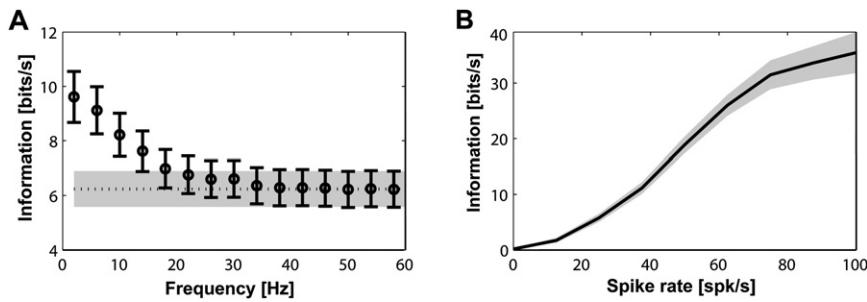 A
Information [bits/s]
12
10
8
6
4
0 10 20 30 40 50 60
Frequency [Hz]
B
Information [bits/s]
40
30
20
10
0
0 20 40 60 80 100
Spike rate [spk/s]